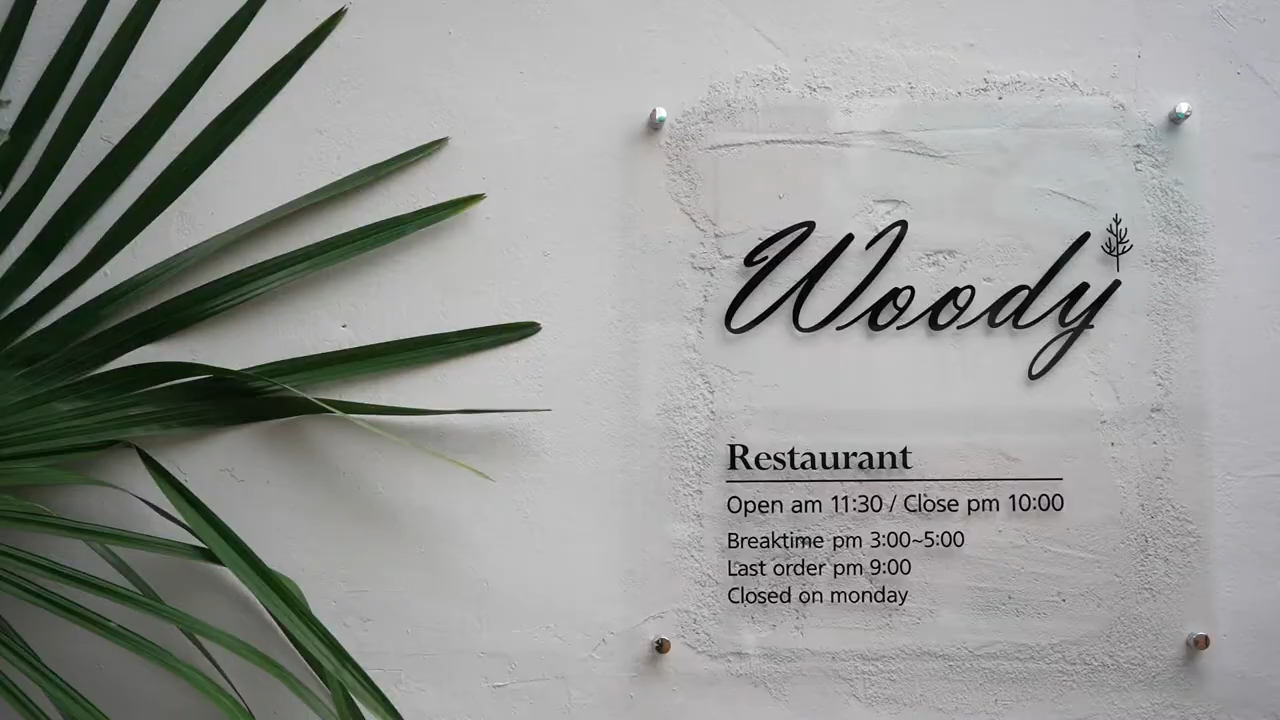 Woody
Restaurant
Open am 11:30 / Close pm 10:00
Breaktime pm 3:00~5:00
Last order pm 9:00
Closed on monday